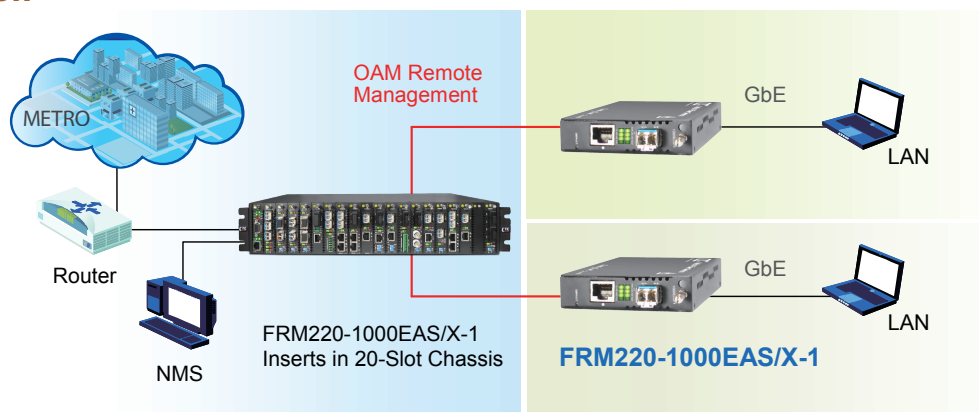 METRO
OAM Remote
Management
GbE
LAN
Router
NMS
FRM220-1000EAS/X-1
Inserts in 20-Slot Chassis
GbE
LAN
FRM220-1000EAS/X-1